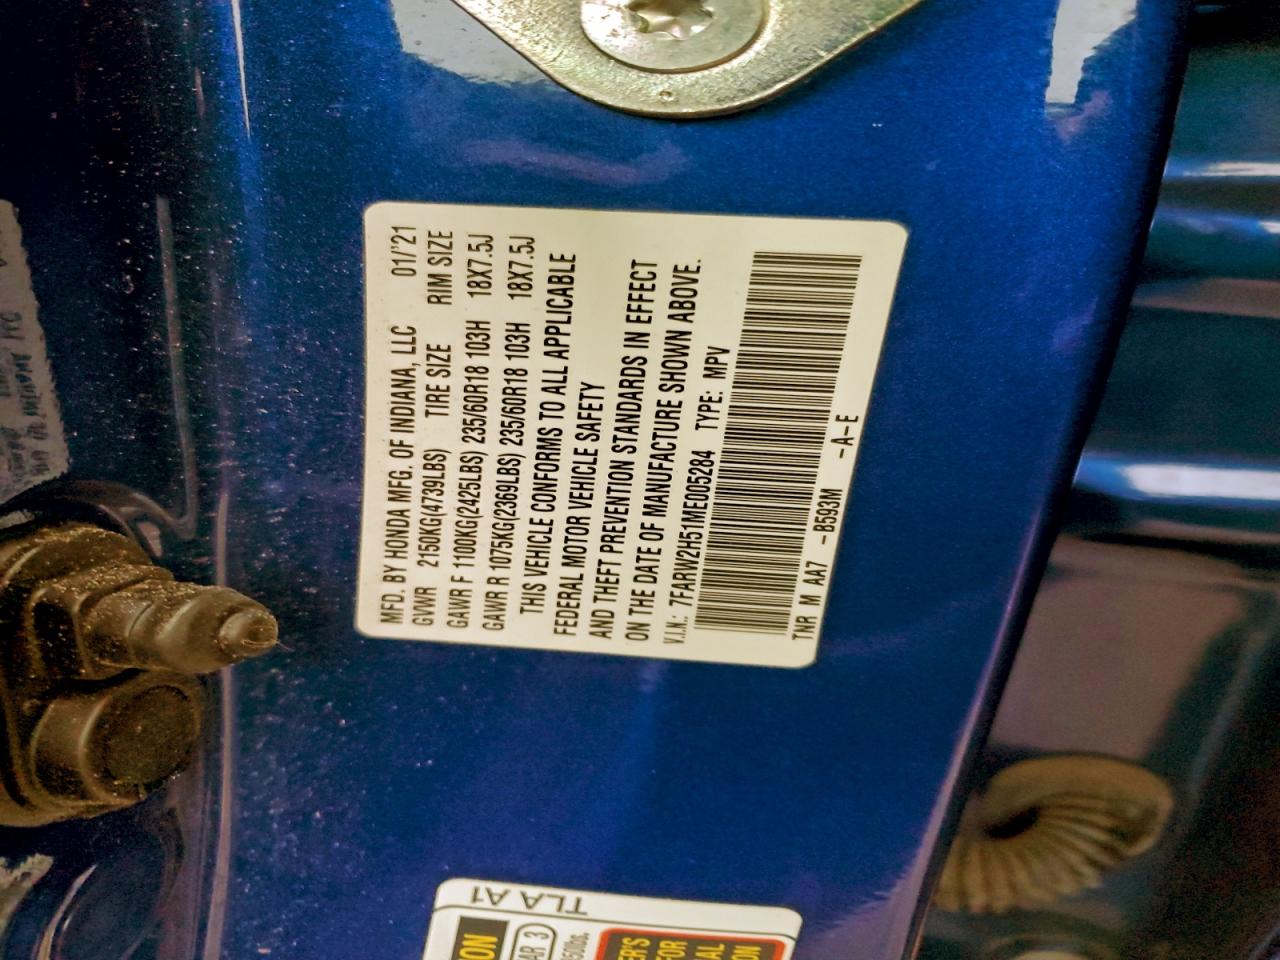 MFD. BY HONDA MFG. OF INDIANA, LLC 01/'21
GVWR 2150KG(4739LBS) TIRE SIZE RIM SIZE
GAWR F 1100KG(2425LBS) 235/60R18 103H 18X7.5J
GAWR R 1075KG(2369LBS) 235/60R18 103H 18X7.5J
THIS VEHICLE CONFORMS TO ALL APPLICABLE
FEDERAL MOTOR VEHICLE SAFETY
AND THEFT PREVENTION STANDARDS IN EFFECT
ON THE DATE OF MANUFACTURE SHOWN ABOVE.
V.I.N.: 7FARW2H51ME005284 TYPE: MPV
TNR M AA7 -B593M -A-E
TLA A1